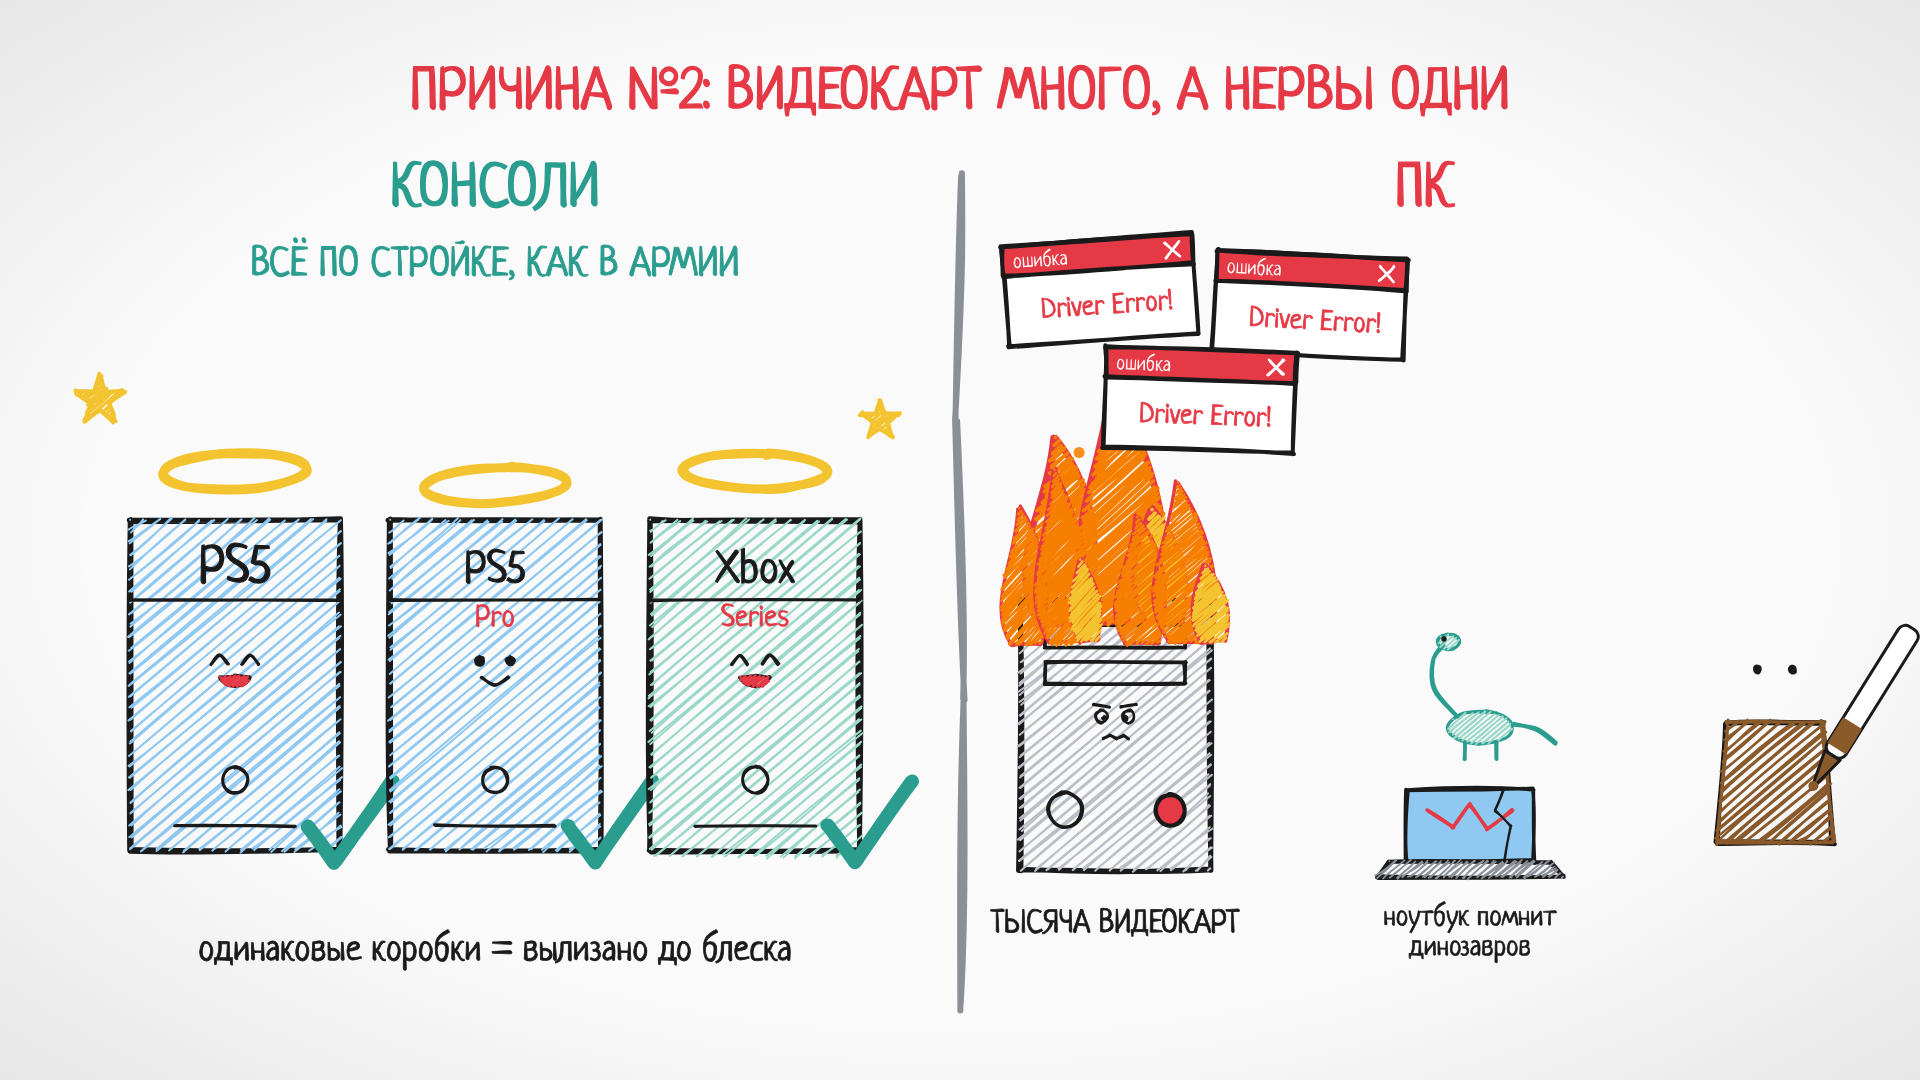 ПРИЧИНА №2: ВИДЕОКАРТ МНОГО, А НЕРВЫ ОДНИ
КОНСОЛИ
ВСЁ ПО СТРОЙКЕ, КАК В АРМИИ
PS5
PS5
Pro
Xbox
Series
одинаковые коробки = вылизано до блеска
ПК
ошибка
Driver Error!
ошибка
Driver Error!
ошибка
Driver Error!
ТЫСЯЧА ВИДЕОКАРТ
ноутбук помнит
динозавров